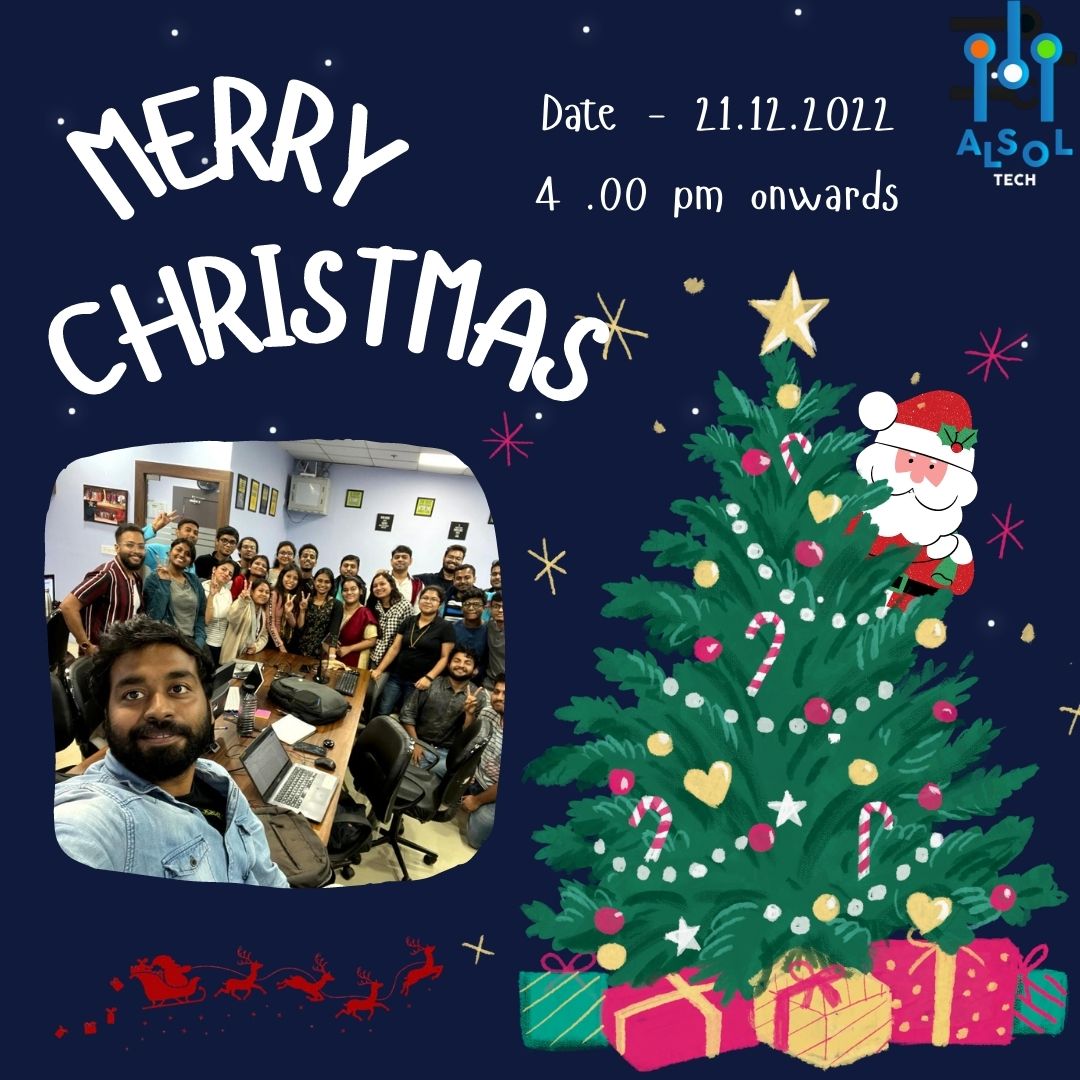 MERRY
CHRISTMAS
Date - 21.12.2022
4 .00 pm onwards
ALSOL
TECH